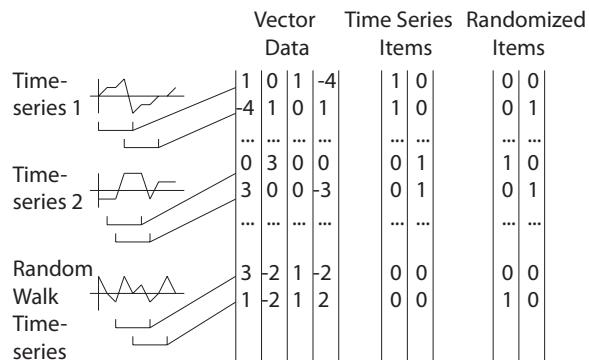 Vector Time Series Randomized
Data Items Items
Time-
series 1
1 0 1 -4 1 0 0 0
-4 1 0 1 1 0 0 1
... ... ... ... ... ... ... ...
Time-
series 2
0 3 0 0 0 1 1 0
3 0 0 -3 0 1 0 1
... ... ... ... ... ... ... ...
Random
Walk
Time-
series
3 -2 1 -2 0 0 0 0
1 -2 1 2 0 0 1 0